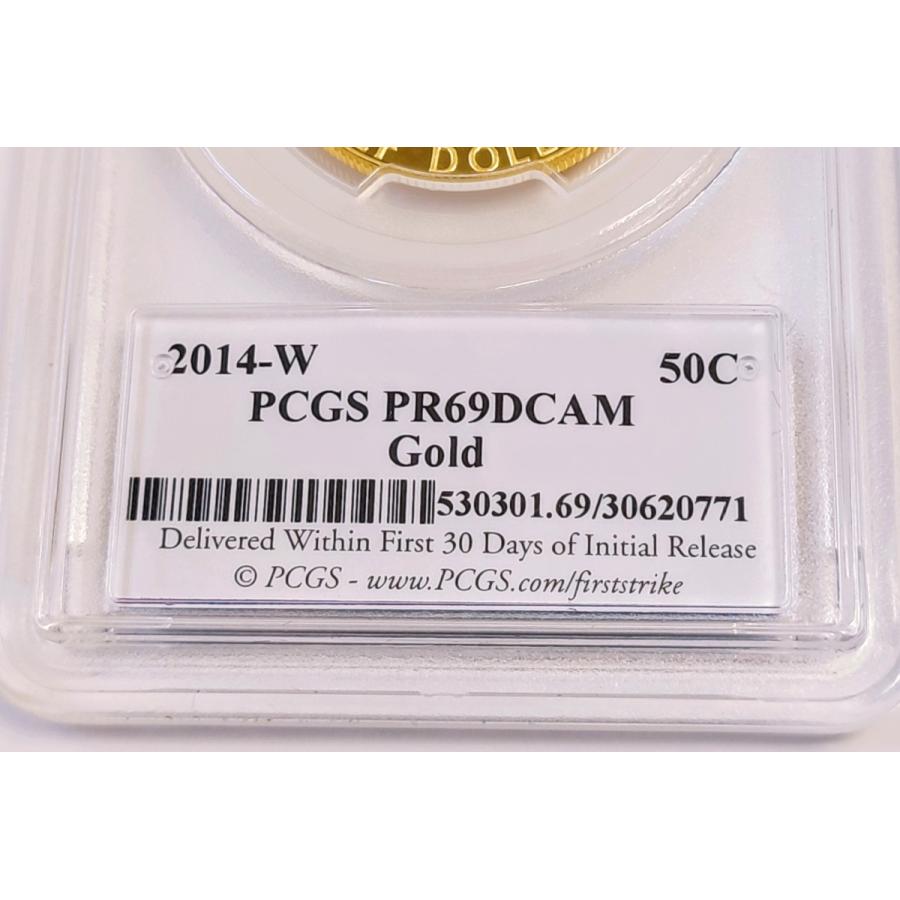 DOL
2014-W 50C
PCGS PR69DCAM
Gold
530301.69/30620771
Delivered Within First 30 Days of Initial Release
© PCGS - www.PCGS.com/firststrike